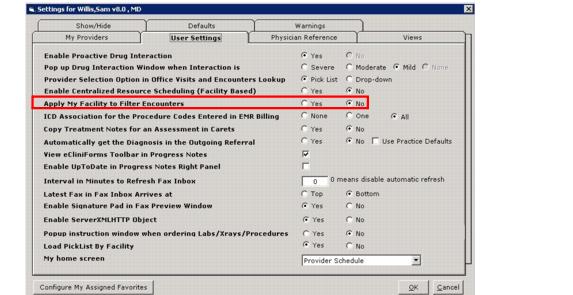 Settings for Willis,Sam v8.0 , MD
Show/Hide Defaults Warnings
My Providers User Settings Physician Reference Views
Enable Proactive Drug Interaction Yes No
Pop up Drug Interaction Window when Interaction is Severe Moderate Mild None
Provider Selection Option in Office Visits and Encounters Lookup Pick List Drop-down
Enable Centralized Resource Scheduling (Facility Based) Yes No
Apply My Facility to Filter Encounters Yes No
ICD Association for the Procedure Codes Entered in EMR Billing None One All
Copy Treatment Notes for an Assessment in Carets Yes No
Automatically get the Diagnosis in the Outgoing Referral Yes No Use Practice Defaults
View eCliniForms Toolbar in Progress Notes
Enable UpToDate in Progress Notes Right Panel
Interval in Minutes to Refresh Fax Inbox 0 0 means disable automatic refresh
Latest Fax in Fax Inbox Arrives at Top Bottom
Enable Signature Pad in Fax Preview Window Yes No
Enable ServerXMLHTTP Object Yes No
Popup instruction window when ordering Labs/Xrays/Procedures Yes No
Load PickList By Facility Yes No
My home screen Provider Schedule
Configure My Assigned Favorites OK Cancel